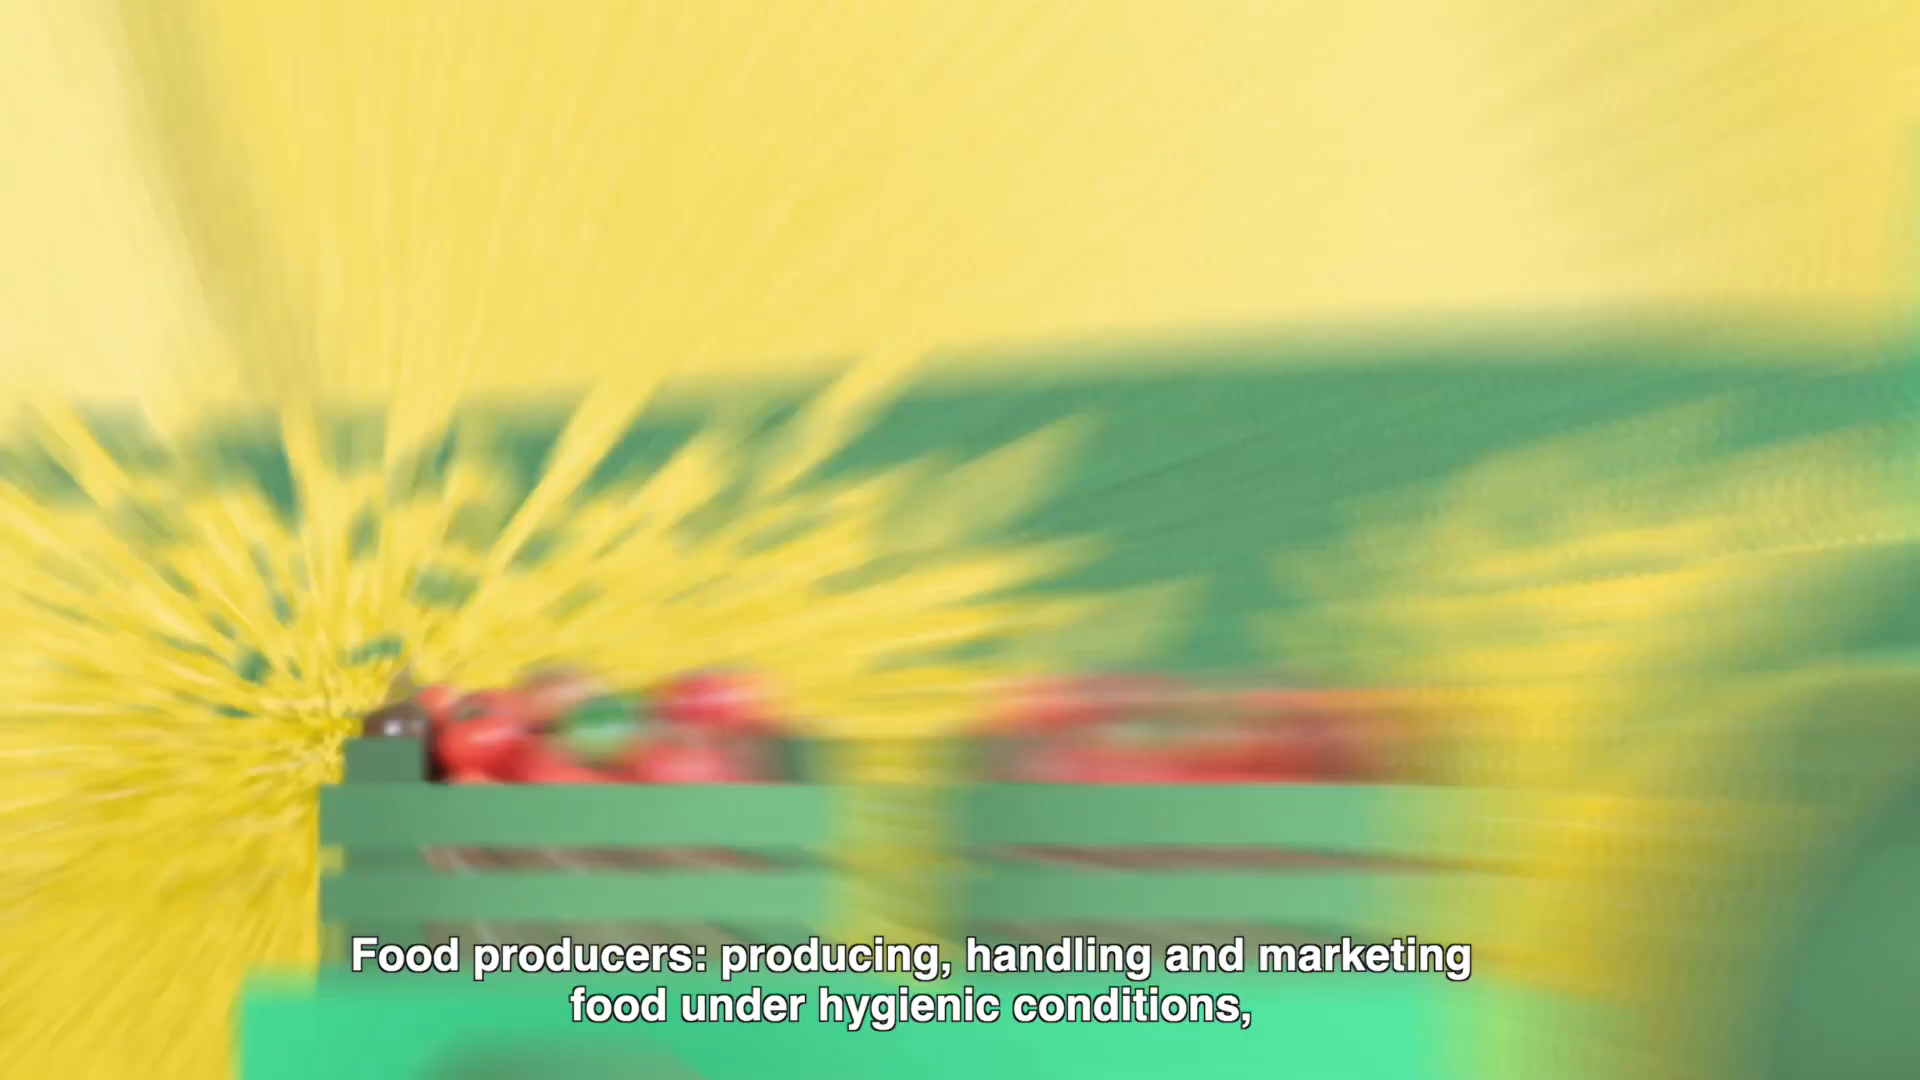 Food producers: producing, handling and marketing
food under hygienic conditions,